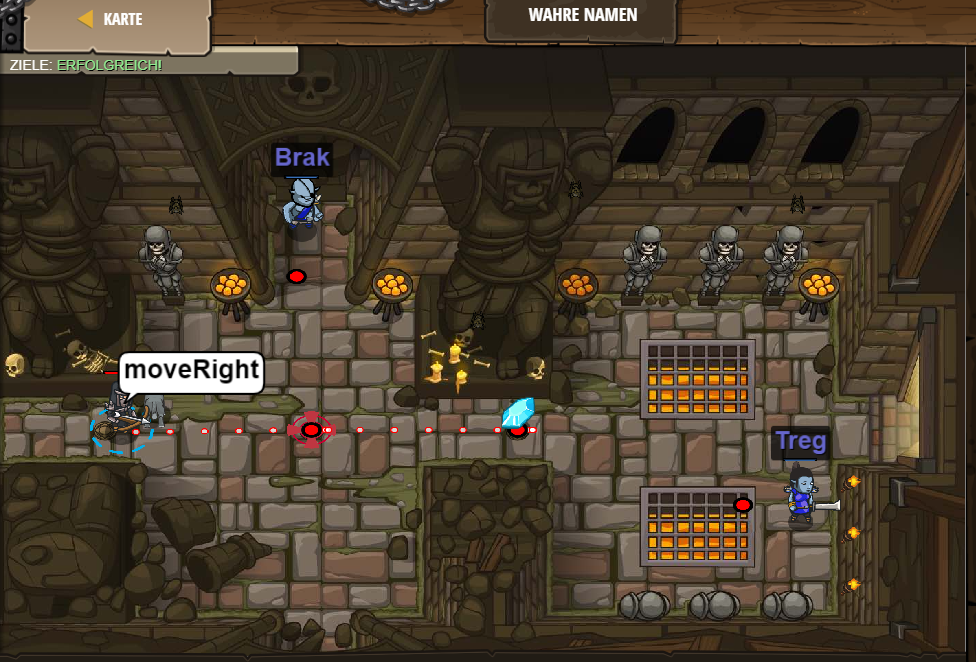 KARTE
WAHRE NAMEN
ZIELE: ERFOLGREICH!
Brak
moveRight
Treg